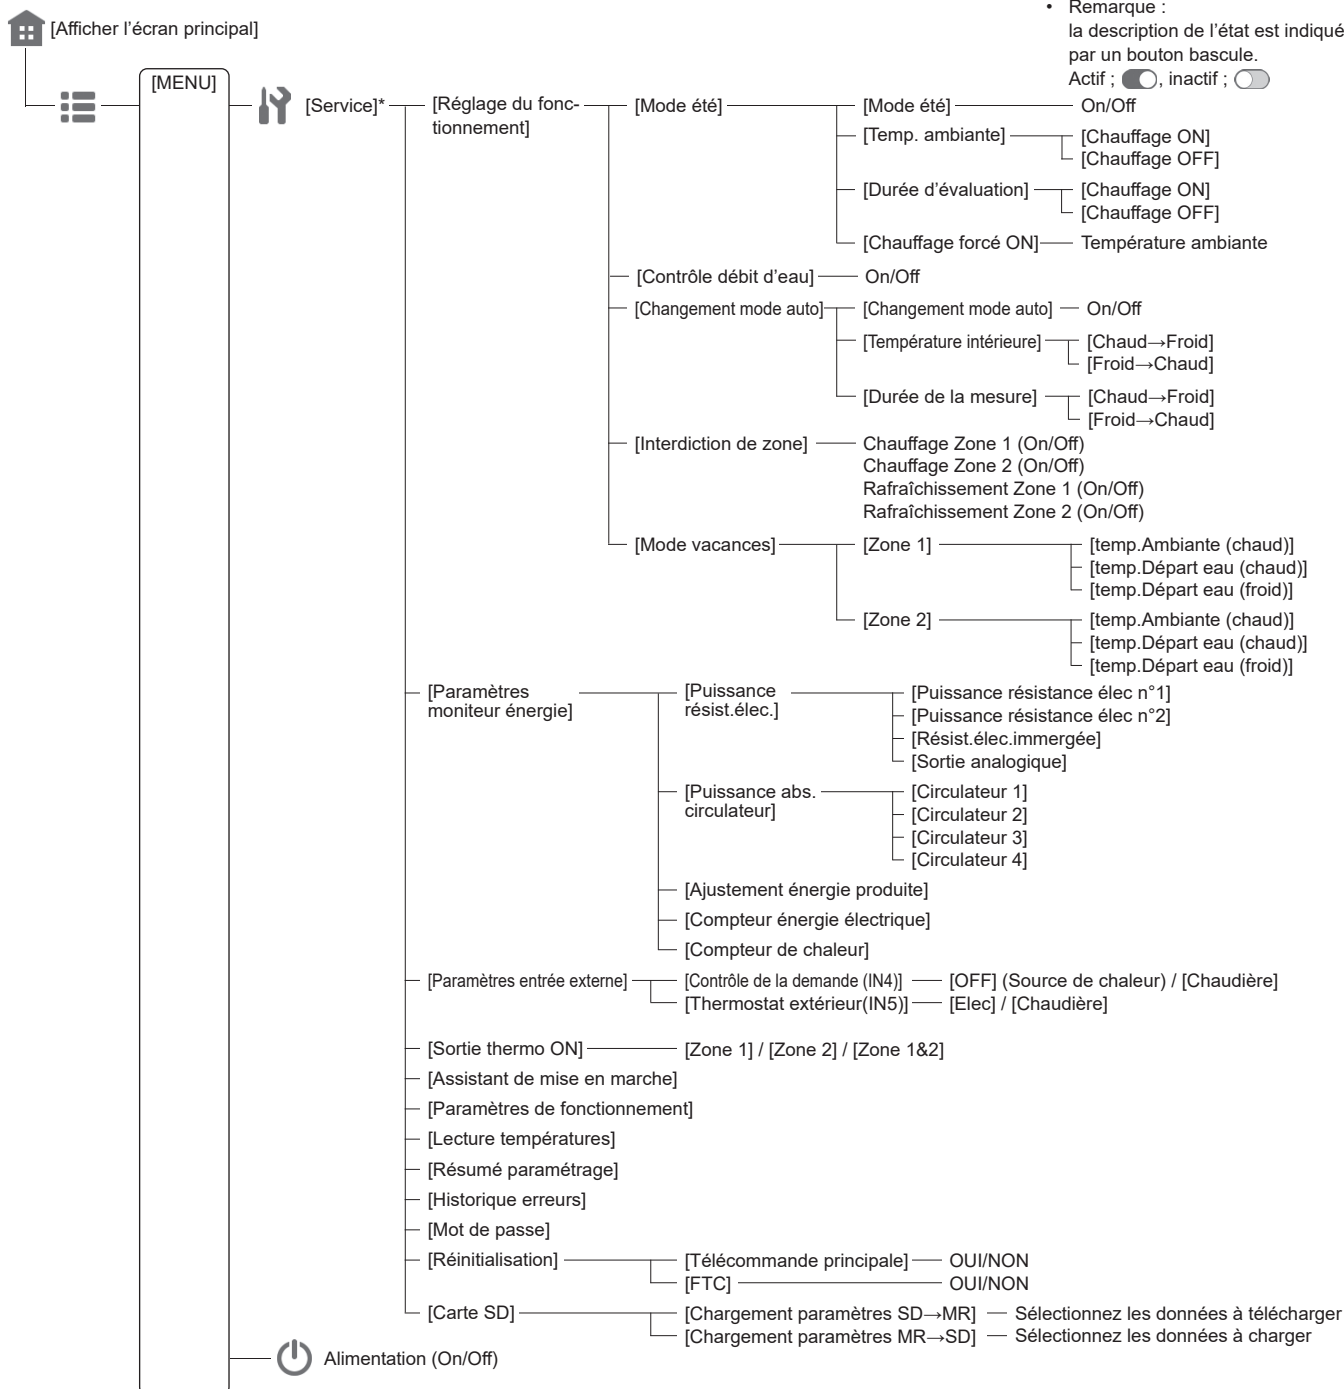 • Remarque :
la description de l'état est indiqué
par un bouton bascule.
Actif ; , inactif ;
[Afficher l'écran principal]
[MENU]
[Service]*
[Réglage du fonc-
tionnement]
[Mode été]
[Mode été]
On/Off
[Temp. ambiante]
[Chauffage ON]
[Chauffage OFF]
[Durée d'évaluation]
[Chauffage ON]
[Chauffage OFF]
[Chauffage forcé ON]
Température ambiante
[Contrôle débit d'eau]
On/Off
[Changement mode auto]
[Changement mode auto]
On/Off
[Température intérieure]
[Chaud→Froid]
[Froid→Chaud]
[Durée de la mesure]
[Chaud→Froid]
[Froid→Chaud]
[Interdiction de zone]
Chauffage Zone 1 (On/Off)
Chauffage Zone 2 (On/Off)
Rafraîchissement Zone 1 (On/Off)
Rafraîchissement Zone 2 (On/Off)
[Mode vacances]
[Zone 1]
[temp.Ambiante (chaud)]
[temp.Départ eau (chaud)]
[temp.Départ eau (froid)]
[Zone 2]
[temp.Ambiante (chaud)]
[temp.Départ eau (chaud)]
[temp.Départ eau (froid)]
[Paramètres
moniteur énergie]
[Puissance
résist.élec.]
[Puissance résistance élec n°1]
[Puissance résistance élec n°2]
[Résist.élec.immergée]
[Sortie analogique]
[Puissance abs.
circulateur]
[Circulateur 1]
[Circulateur 2]
[Circulateur 3]
[Circulateur 4]
[Ajustement énergie produite]
[Compteur énergie électrique]
[Compteur de chaleur]
[Paramètres entrée externe]
[Contrôle de la demande (IN4)]
[OFF] (Source de chaleur) / [Chaudière]
[Thermostat extérieur(IN5)]
[Elec] / [Chaudière]
[Sortie thermo ON]
[Zone 1] / [Zone 2] / [Zone 1&2]
[Assistant de mise en marche]
[Paramètres de fonctionnement]
[Lecture températures]
[Résumé paramétrage]
[Historique erreurs]
[Mot de passe]
[Réinitialisation]
[Télécommande principale]
OUI/NON
[FTC]
OUI/NON
[Carte SD]
[Chargement paramètres SD→MR]
Sélectionnez les données à télécharger
[Chargement paramètres MR→SD]
Sélectionnez les données à charger
Alimentation (On/Off)